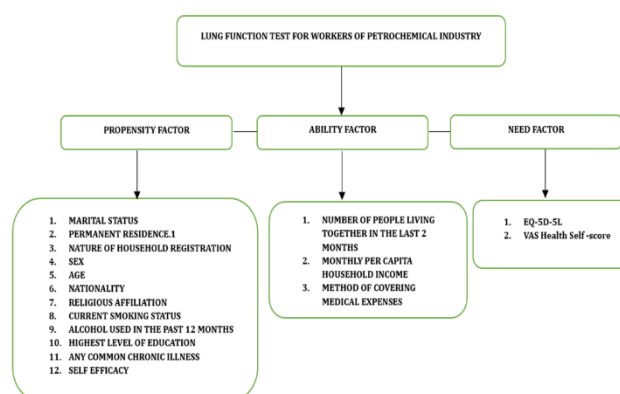 LUNG FUNCTION TEST FOR WORKERS OF PETROCHEMICAL INDUSTRY
PROPENSITY FACTOR
ABILITY FACTOR
NEED FACTOR
1. MARITAL STATUS
2. PERMANENT RESIDENCE.1
3. NATURE OF HOUSEHOLD REGISTRATION
4. SEX
5. AGE
6. NATIONALITY
7. RELIGIOUS AFFILIATION
8. CURRENT SMOKING STATUS
9. ALCOHOL USED IN THE PAST 12 MONTHS
10. HIGHEST LEVEL OF EDUCATION
11. ANY COMMON CHRONIC ILLNESS
12. SELF EFFICACY
1. NUMBER OF PEOPLE LIVING
TOGETHER IN THE LAST 2
MONTHS
2. MONTHLY PER CAPITA
HOUSEHOLD INCOME
3. METHOD OF COVERING
MEDICAL EXPENSES
1. EQ-5D-5L
2. VAS Health Self -score